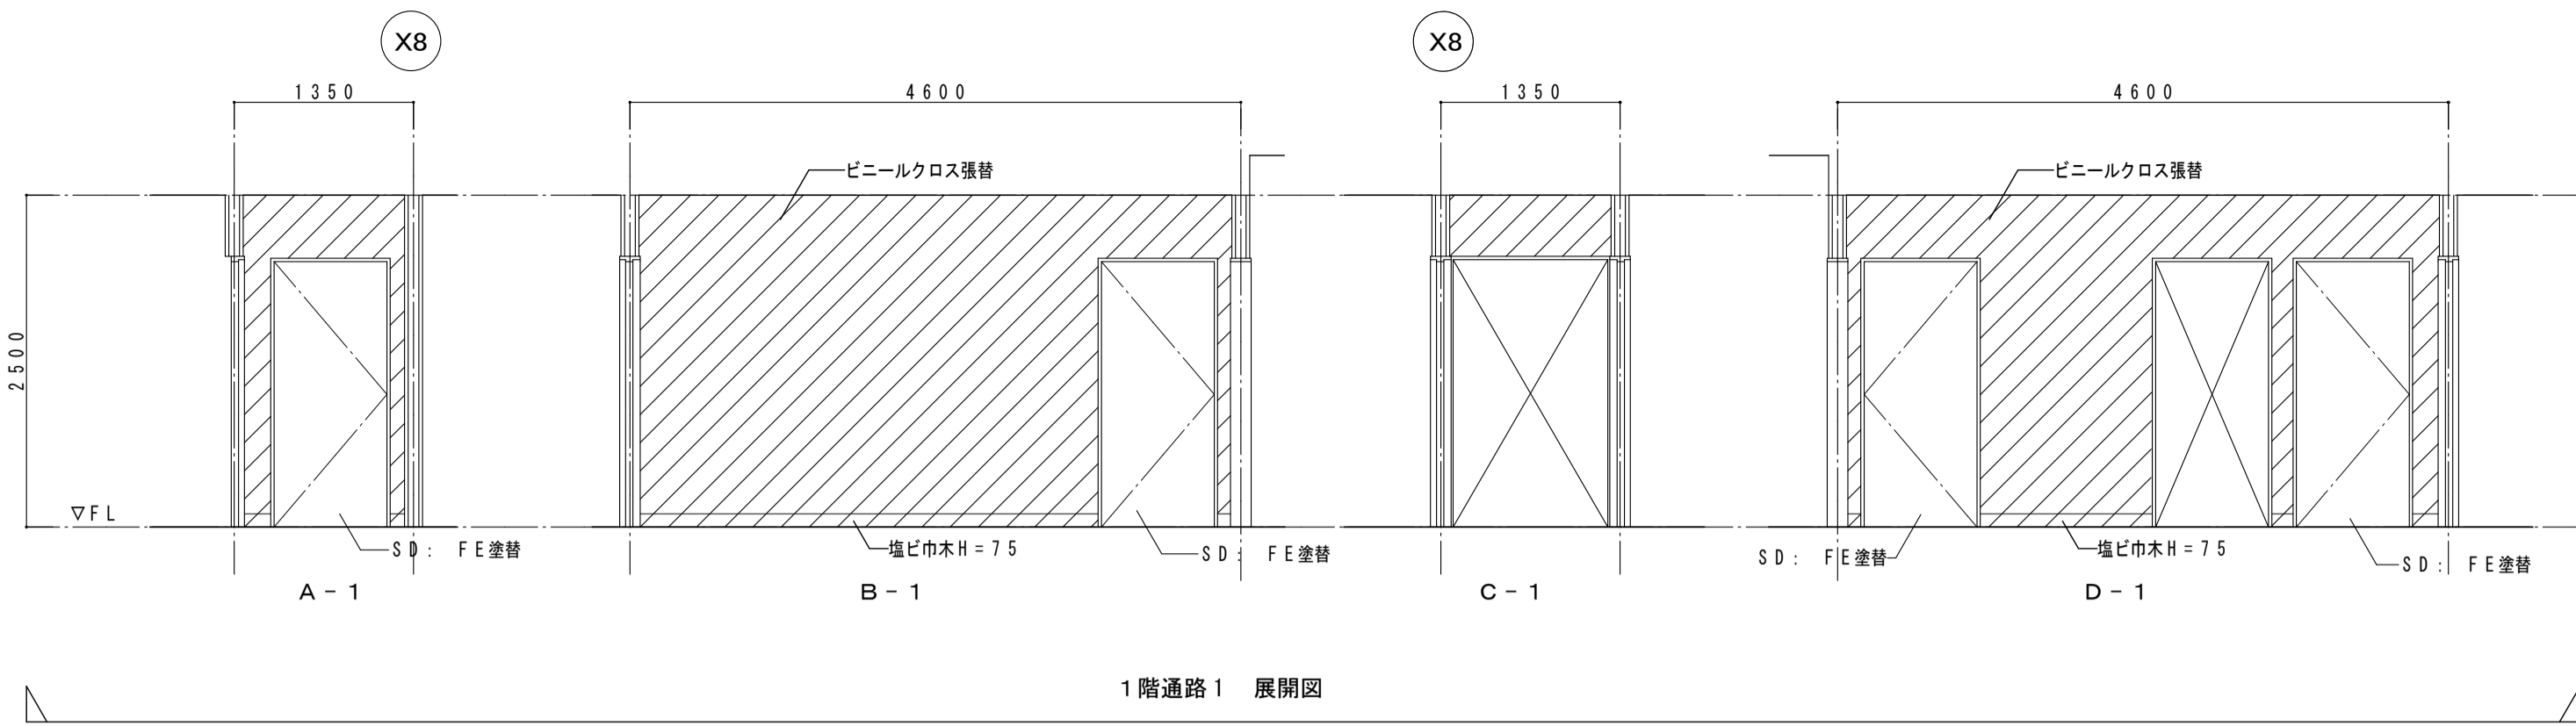 X8
X8
1350
4600
1350
4600
ビニールクロス張替
ビニールクロス張替
2500
▽FL
SD: FE塗替
塩ビ巾木H=75
SD: FE塗替
SD: FE塗替
塩ビ巾木H=75
SD: FE塗替
A-1
B-1
C-1
D-1
1階通路1 展開図